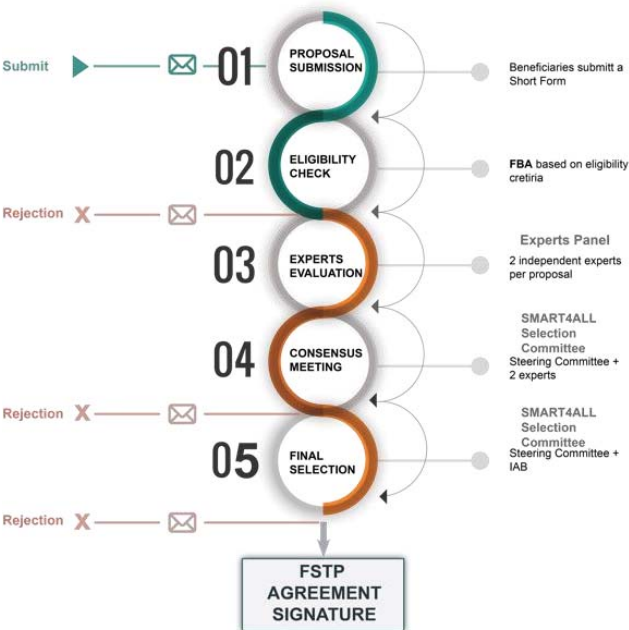 Submit
01
PROPOSAL
SUBMISSION
Beneficiaries submitt a
Short Form
02
ELIGIBILITY
CHECK
FBA based on eligibility
cretiria
Rejection X
03
EXPERTS
EVALUATION
Experts Panel
2 independent experts
per proposal
04
CONSENSUS
MEETING
SMART4ALL
Selection
Committee
Steering Committee +
2 experts
Rejection X
05
FINAL
SELECTION
SMART4ALL
Selection
Committee
Steering Committee +
IAB
Rejection X
FSTP
AGREEMENT
SIGNATURE